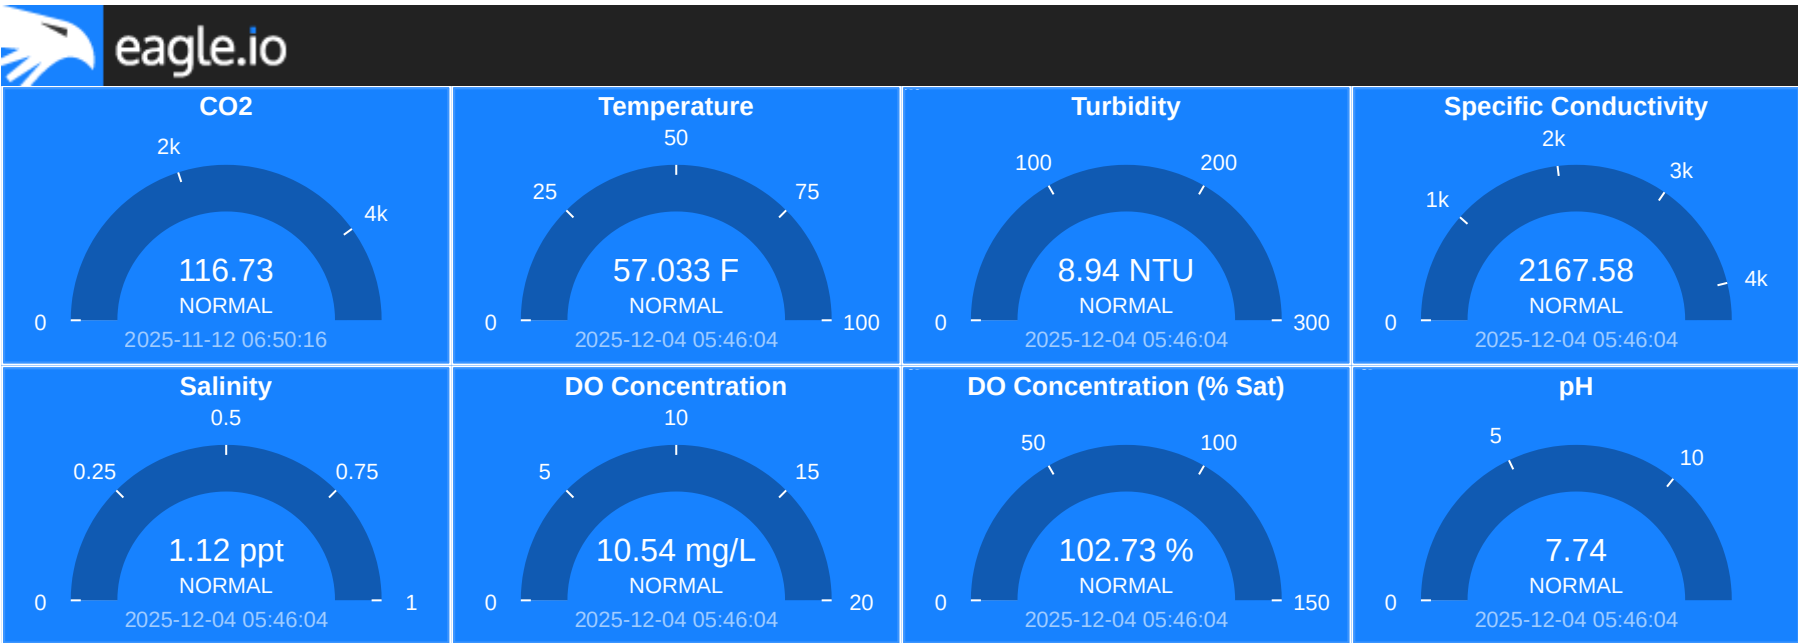 eagle.io
CO2
2k
4k
0
116.73
NORMAL
2025-11-12 06:50:16
Temperature
50
25
75
0
100
57.033 F
NORMAL
2025-12-04 05:46:04
Turbidity
100
200
0
300
8.94 NTU
NORMAL
2025-12-04 05:46:04
Specific Conductivity
2k
3k
1k
4k
0
2167.58
NORMAL
2025-12-04 05:46:04
Salinity
0.5
0.25
0.75
0
1
1.12 ppt
NORMAL
2025-12-04 05:46:04
DO Concentration
10
5
15
0
20
10.54 mg/L
NORMAL
2025-12-04 05:46:04
DO Concentration (% Sat)
50
100
0
150
102.73 %
NORMAL
2025-12-04 05:46:04
pH
5
10
0
7.74
NORMAL
2025-12-04 05:46:04